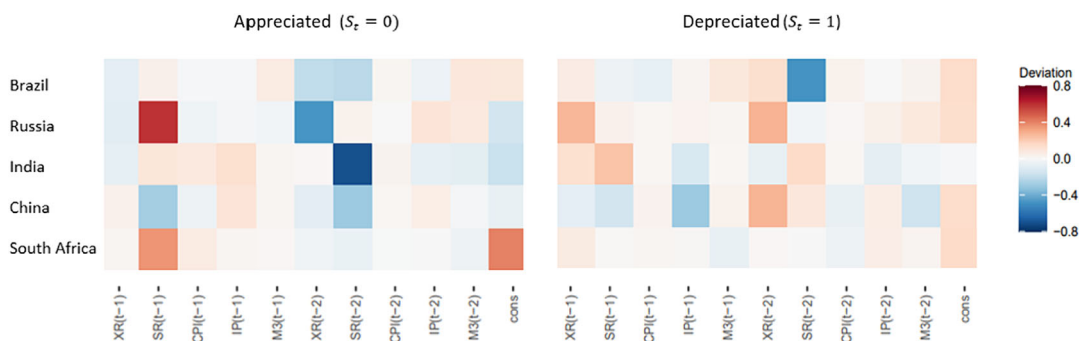 Appreciated (S_t = 0)
Depreciated (S_t = 1)
Brazil
Russia
India
China
South Africa
XR(t−1)
SR(t−1)
CPI(t−1)
IP(t−1)
M3(t−1)
XR(t−2)
SR(t−2)
CPI(t−2)
IP(t−2)
M3(t−2)
cons
XR(t−1)
SR(t−1)
CPI(t−1)
IP(t−1)
M3(t−1)
XR(t−2)
SR(t−2)
CPI(t−2)
IP(t−2)
M3(t−2)
cons
Deviation
0.8
0.4
0.0
−0.4
−0.8